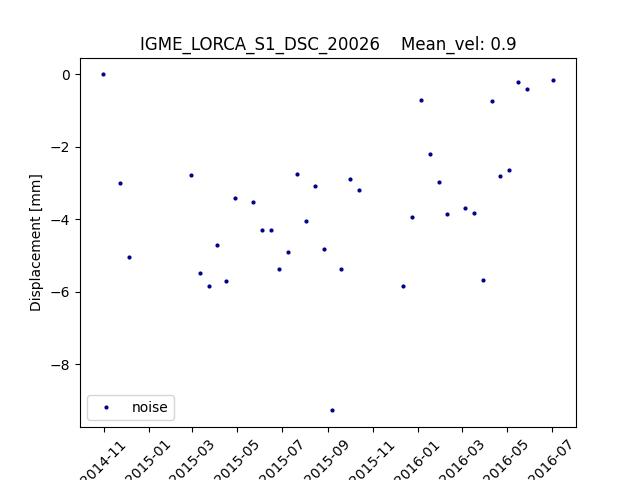 IGME_LORCA_S1_DSC_20026 Mean_vel: 0.9
0
−2
−4
−6
−8
Displacement [mm]
noise
2014-11 2015-01 2015-03 2015-05 2015-07 2015-09 2015-11 2016-01 2016-03 2016-05 2016-07